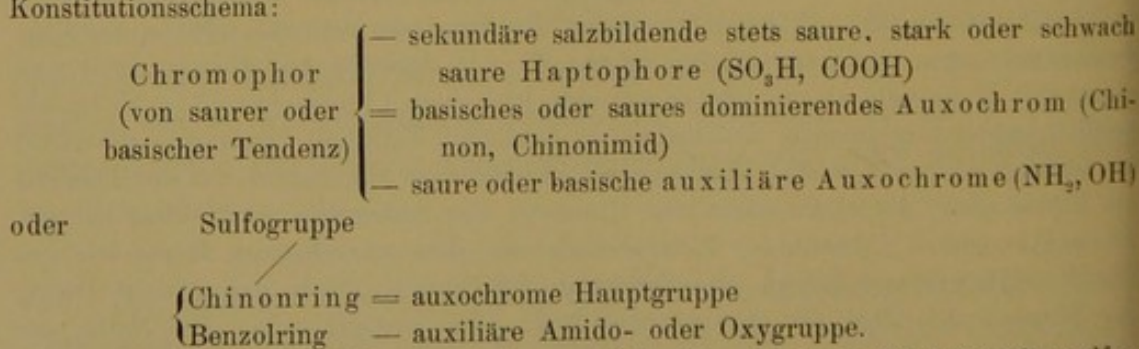 Konstitutionsschema:
— sekundäre salzbildende stets saure, stark oder schwach
Chromophor saure Haptophore (SO₃H, COOH)
(von saurer oder = basisches oder saures dominierendes Auxochrom (Chi-
basischer Tendenz) non, Chinonimid)
— saure oder basische auxiliäre Auxochrome (NH₂, OH)
oder Sulfogruppe
Chinonring = auxochrome Hauptgruppe
Benzolring — auxiliäre Amido- oder Oxygruppe.